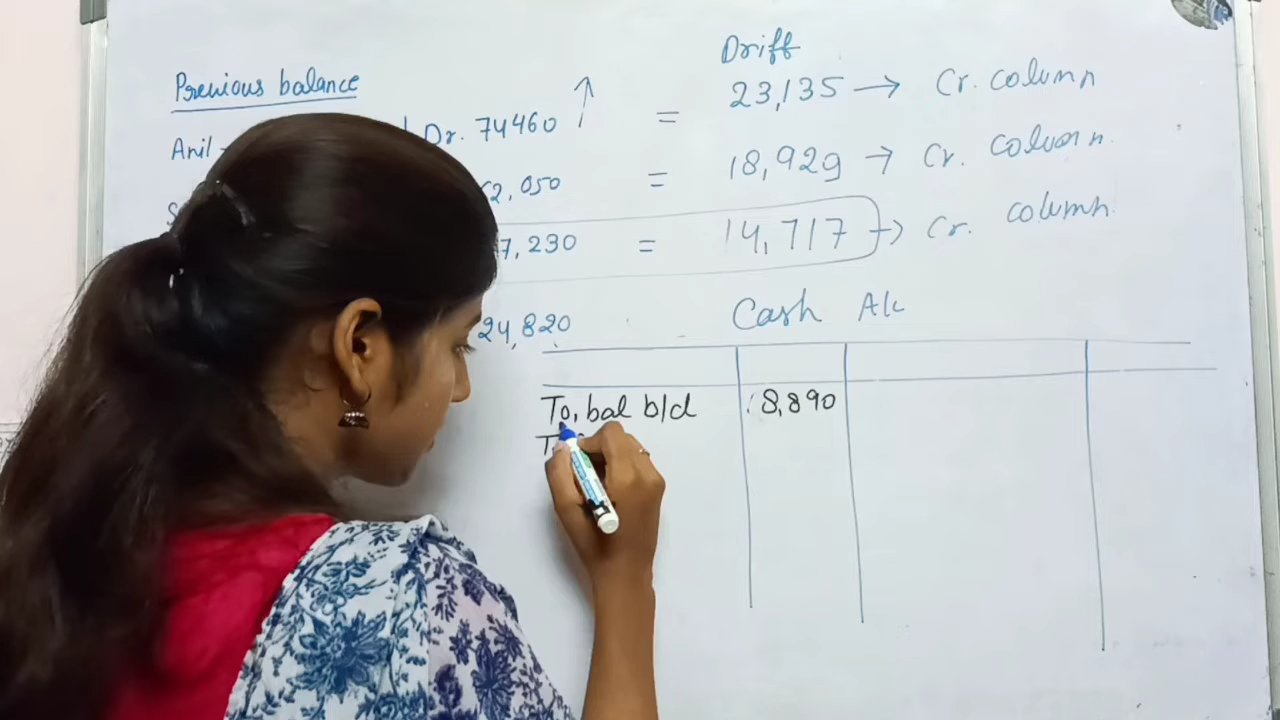 Driff
Previous balance
23,135 → Cr. column
Anil - Dr. 74460 ↑ =
2,050 = 18,929 → Cr. column
7,230 = 14,717 → Cr. column
24,820
Cash A/c
To, bal b/d 8,890